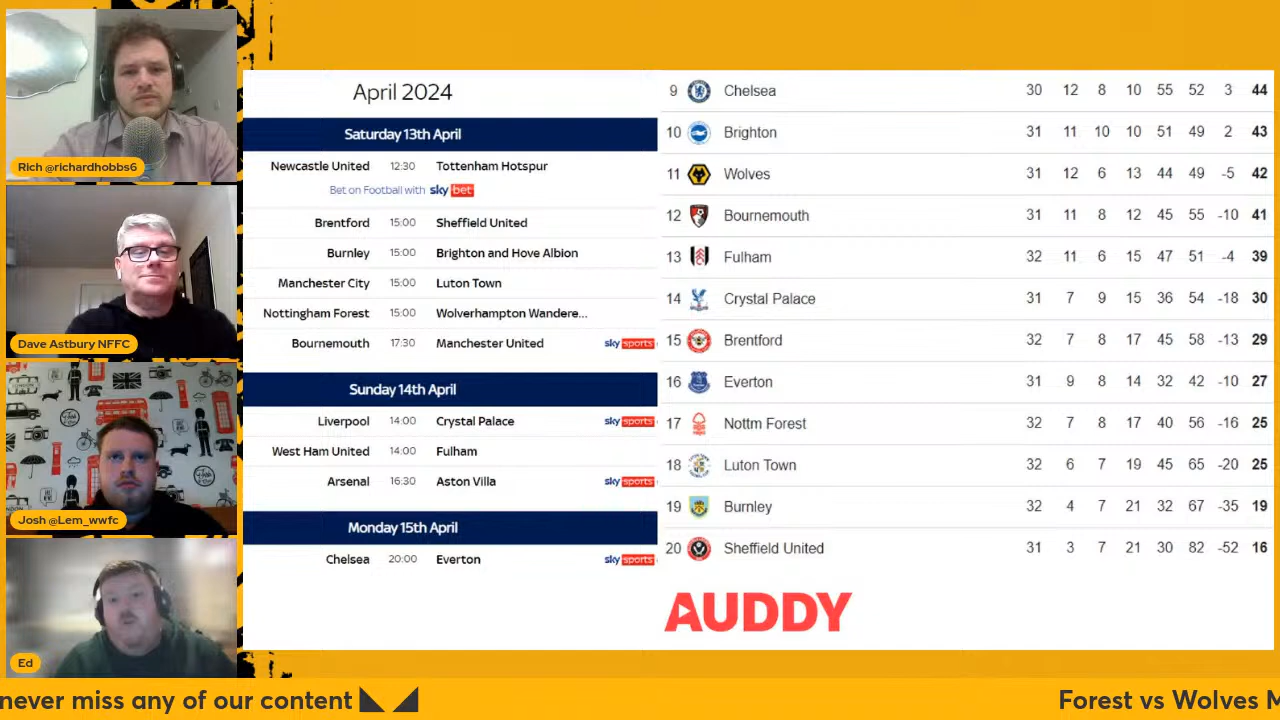 Rich @richardhobbs6
Dave Astbury NFFC
Josh @Lem_wwfc
Ed
April 2024
Saturday 13th April
Newcastle United 12:30 Tottenham Hotspur
Bet on Football with sky bet
Brentford 15:00 Sheffield United
Burnley 15:00 Brighton and Hove Albion
Manchester City 15:00 Luton Town
Nottingham Forest 15:00 Wolverhampton Wandere...
Bournemouth 17:30 Manchester United sky sports
Sunday 14th April
Liverpool 14:00 Crystal Palace sky sports
West Ham United 14:00 Fulham
Arsenal 16:30 Aston Villa sky sports
Monday 15th April
Chelsea 20:00 Everton sky sports
9 Chelsea 30 12 8 10 55 52 3 44
10 Brighton 31 11 10 10 51 49 2 43
11 Wolves 31 12 6 13 44 49 -5 42
12 Bournemouth 31 11 8 12 45 55 -10 41
13 Fulham 32 11 6 15 47 51 -4 39
14 Crystal Palace 31 7 9 15 36 54 -18 30
15 Brentford 32 7 8 17 45 58 -13 29
16 Everton 31 9 8 14 32 42 -10 27
17 Nottm Forest 32 7 8 17 40 56 -16 25
18 Luton Town 32 6 7 19 45 65 -20 25
19 Burnley 32 4 7 21 32 67 -35 19
20 Sheffield United 31 3 7 21 30 82 -52 16
AUDDY
never miss any of our content
Forest vs Wolves M